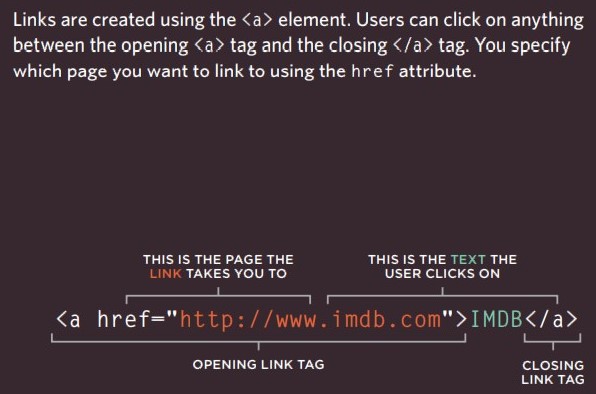 Links are created using the <a> element. Users can click on anything
between the opening <a> tag and the closing </a> tag. You specify
which page you want to link to using the href attribute.
THIS IS THE PAGE THE
LINK TAKES YOU TO
THIS IS THE TEXT THE
USER CLICKS ON
<a href="http://www.imdb.com">IMDB</a>
OPENING LINK TAG
CLOSING
LINK TAG